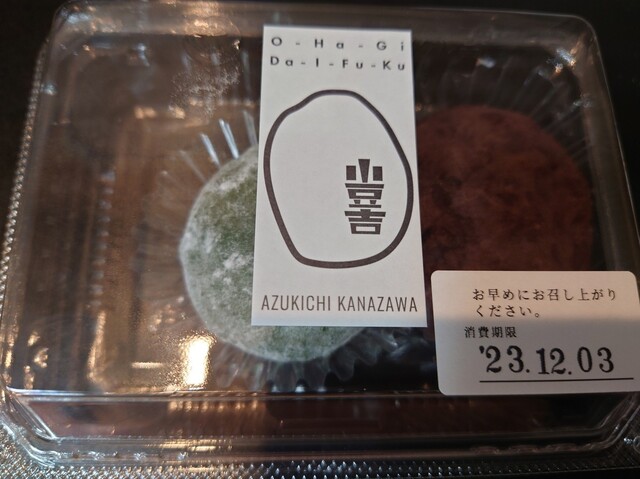 O-Ha-Gi
Da-I-Fu-Ku
小豆吉
AZUKICHI KANAZAWA
お早めにお召し上がり
ください。
消費期限
'23.12.03